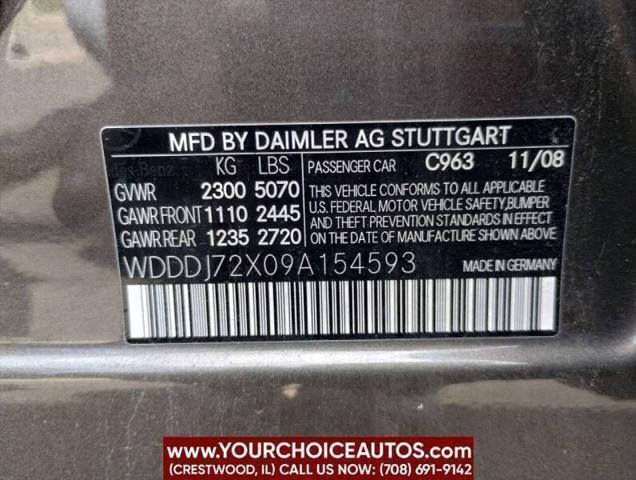 MFD BY DAIMLER AG STUTTGART
KG LBS PASSENGER CAR C963 11/08
GVWR 2300 5070
GAWR FRONT 1110 2445
GAWR REAR 1235 2720
THIS VEHICLE CONFORMS TO ALL APPLICABLE
U.S. FEDERAL MOTOR VEHICLE SAFETY,BUMPER
AND THEFT PREVENTION STANDARDS IN EFFECT
ON THE DATE OF MANUFACTURE SHOWN ABOVE.
WDDDJ72X09A154593 MADE IN GERMANY
WWW.YOURCHOICEAUTOS.COM
(CRESTWOOD, IL) CALL US NOW: (708) 691-9142